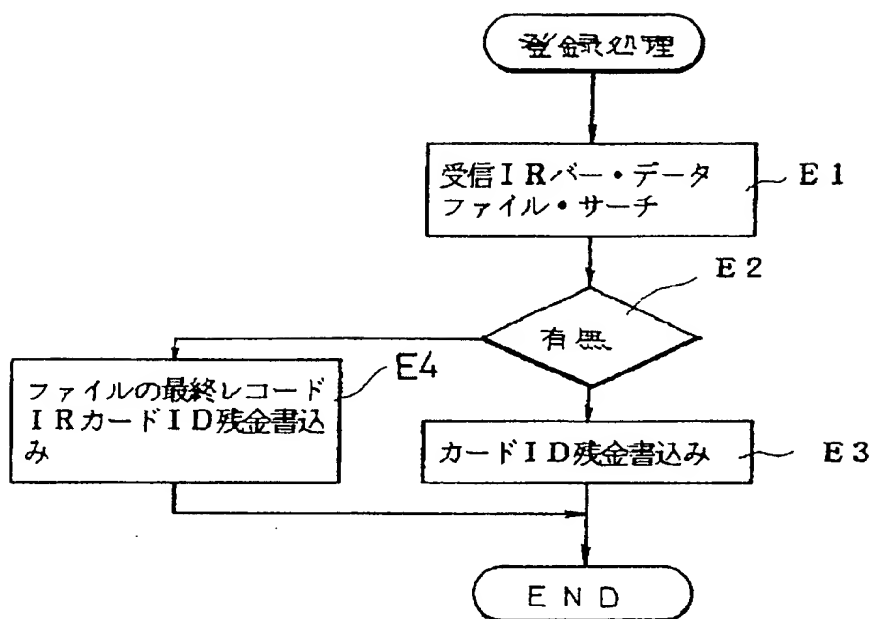 登録処理
受信IRバー・データ
ファイル・サーチ
E1
E2
有無
E4
ファイルの最終レコード
IRカードID残金書込
み
カードID残金書込み
E3
END